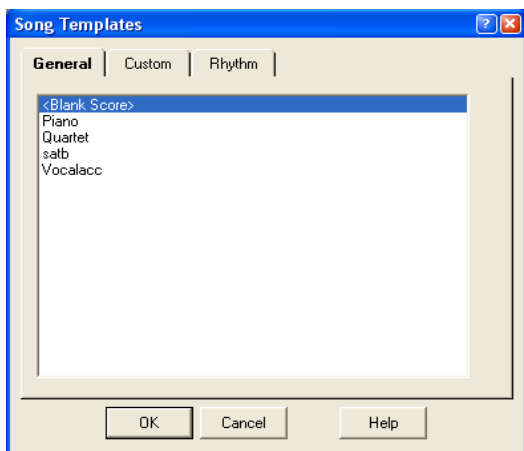 Song Templates
General Custom Rhythm
<Blank Score>
Piano
Quartet
satb
Vocalacc
OK Cancel Help